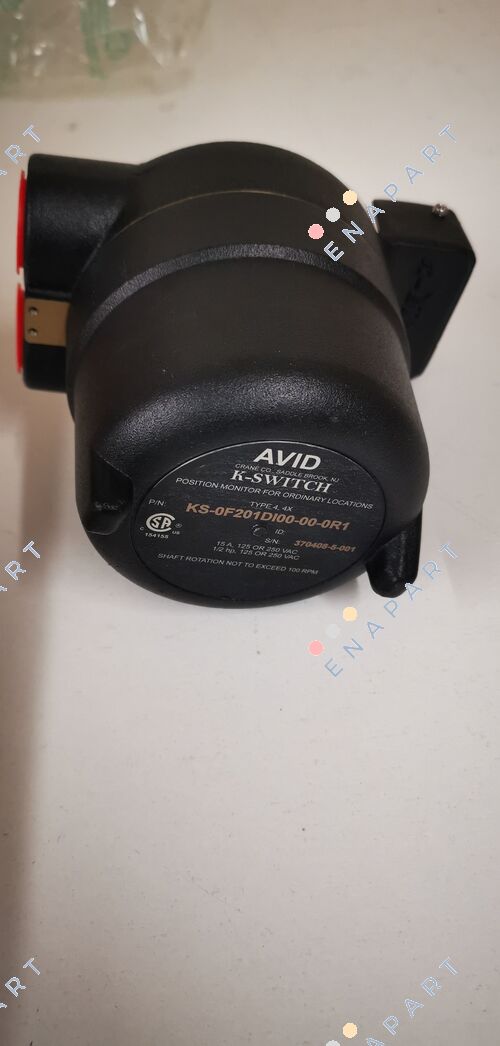 AVID
CRANE CO., SADDLE BROOK, NJ
K-SWITCH
POSITION MONITOR FOR ORDINARY LOCATIONS
TYPE 4, 4X
P/N: KS-0F201DI00-00-0R1
ID:
S/N: 370408-5-001
SP
C US
154158
15 A, 125 OR 250 VAC
1/2 hp, 125 OR 250 VAC
SHAFT ROTATION NOT TO EXCEED 100 RPM
ENAPART
ENAPART